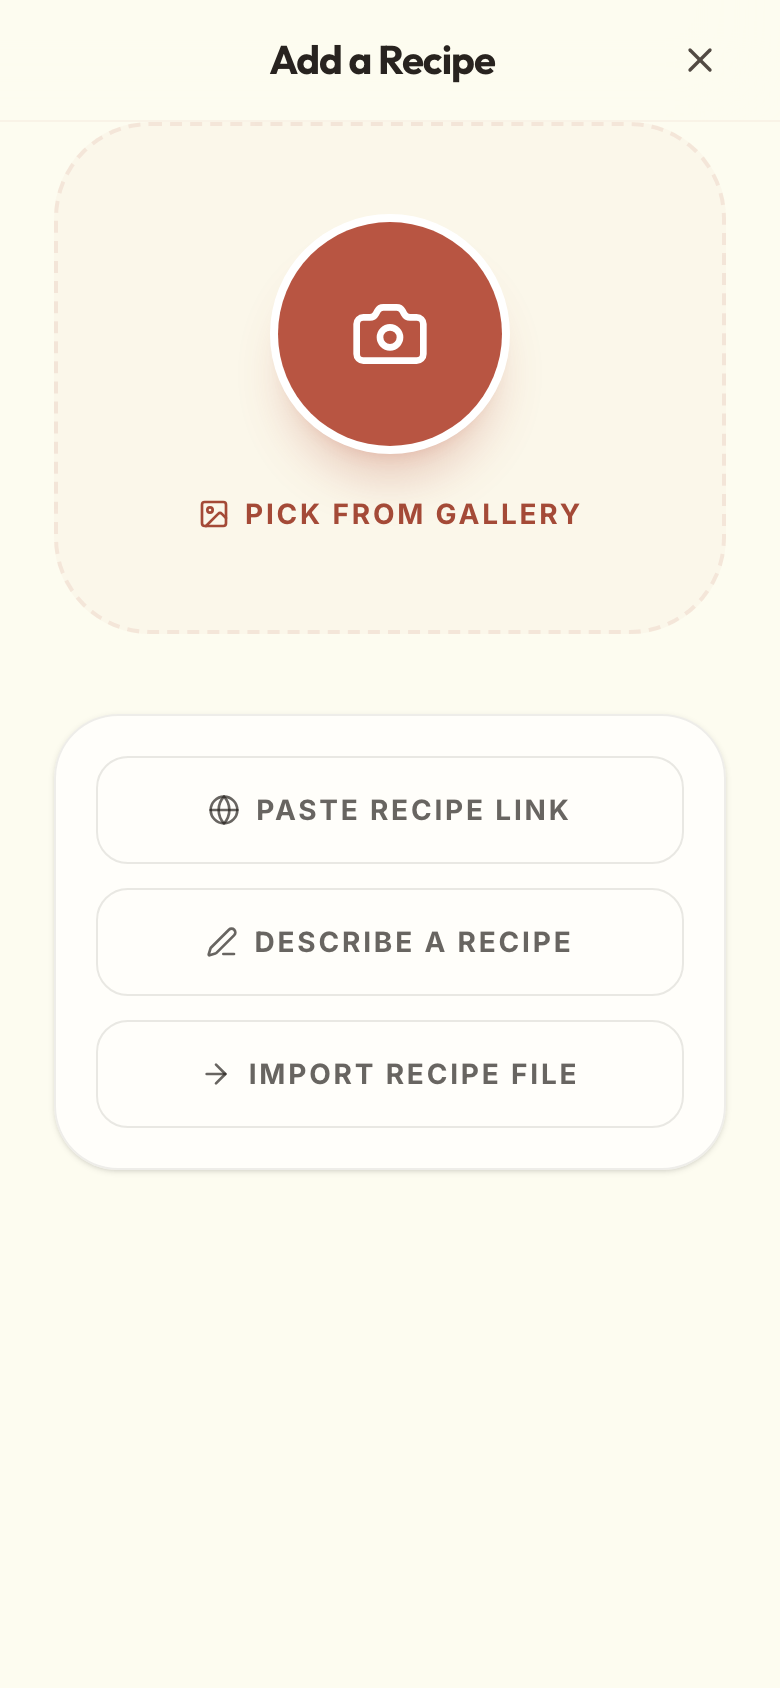 Add a Recipe
PICK FROM GALLERY
PASTE RECIPE LINK
DESCRIBE A RECIPE
IMPORT RECIPE FILE